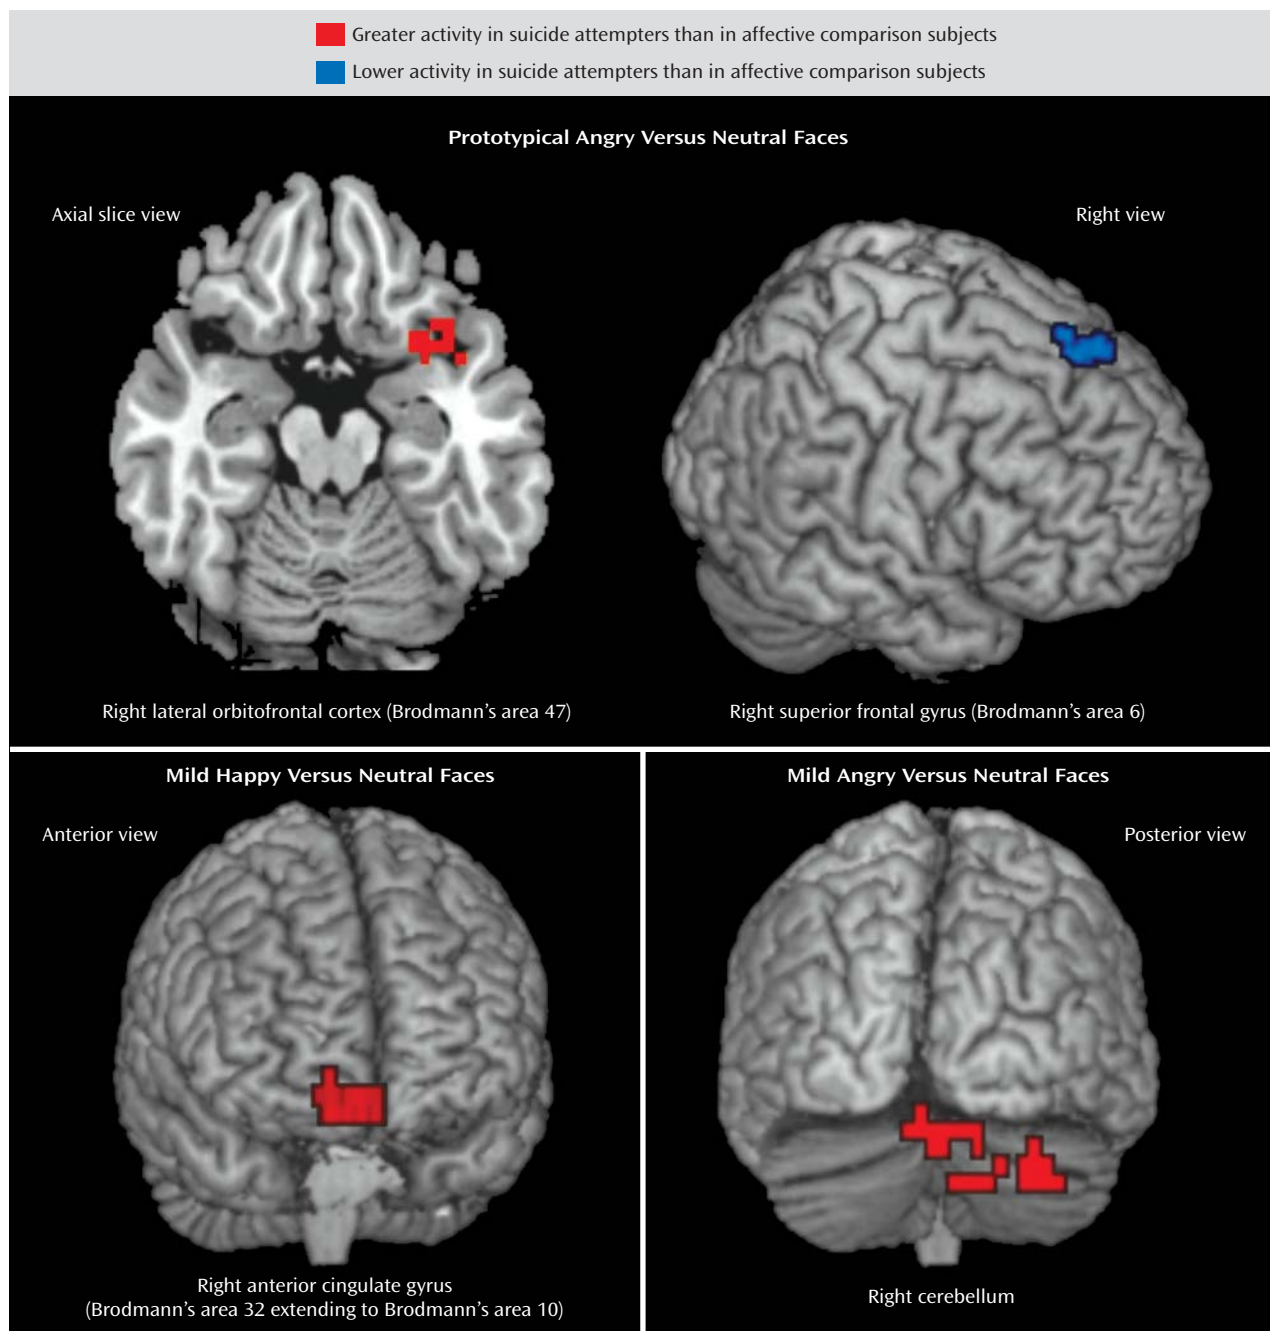 Greater activity in suicide attempters than in affective comparison subjects
Lower activity in suicide attempters than in affective comparison subjects
Prototypical Angry Versus Neutral Faces
Axial slice view
Right view
Right lateral orbitofrontal cortex (Brodmann’s area 47)
Right superior frontal gyrus (Brodmann’s area 6)
Mild Happy Versus Neutral Faces
Anterior view
Right anterior cingulate gyrus
(Brodmann’s area 32 extending to Brodmann’s area 10)
Mild Angry Versus Neutral Faces
Posterior view
Right cerebellum